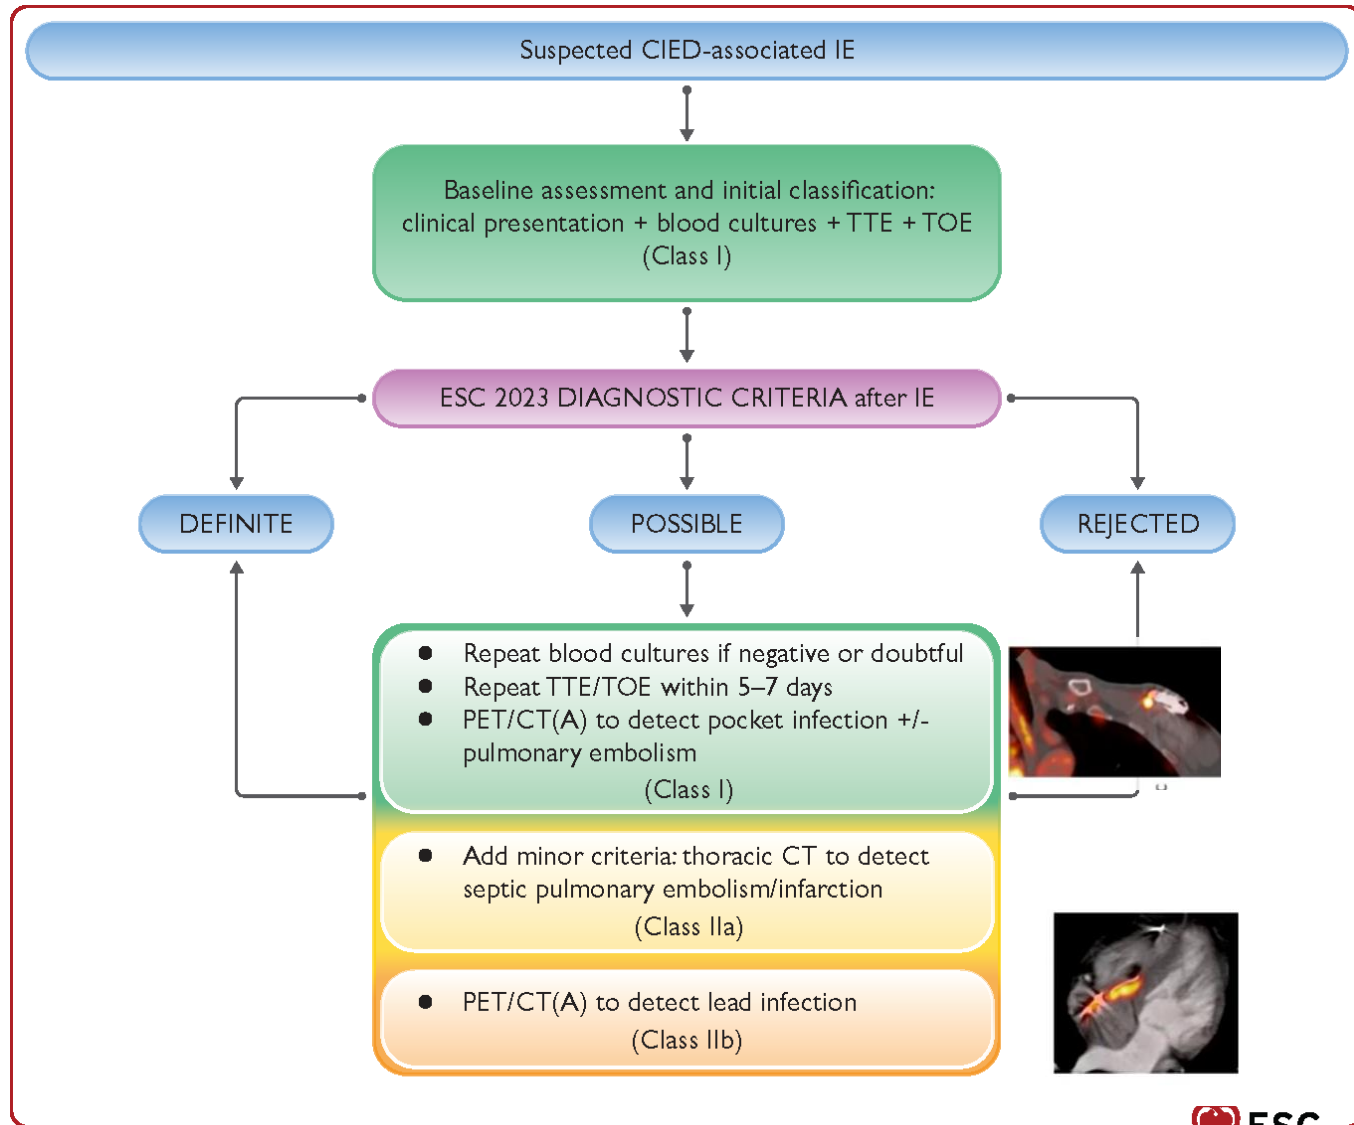 Suspected CIED-associated IE
Baseline assessment and initial classification:
clinical presentation + blood cultures + TTE + TOE
(Class I)
ESC 2023 DIAGNOSTIC CRITERIA after IE
DEFINITE
POSSIBLE
REJECTED
● Repeat blood cultures if negative or doubtful
● Repeat TTE/TOE within 5–7 days
● PET/CT(A) to detect pocket infection +/-
pulmonary embolism
(Class I)
● Add minor criteria: thoracic CT to detect
septic pulmonary embolism/infarction
(Class IIa)
● PET/CT(A) to detect lead infection
(Class IIb)
ESC